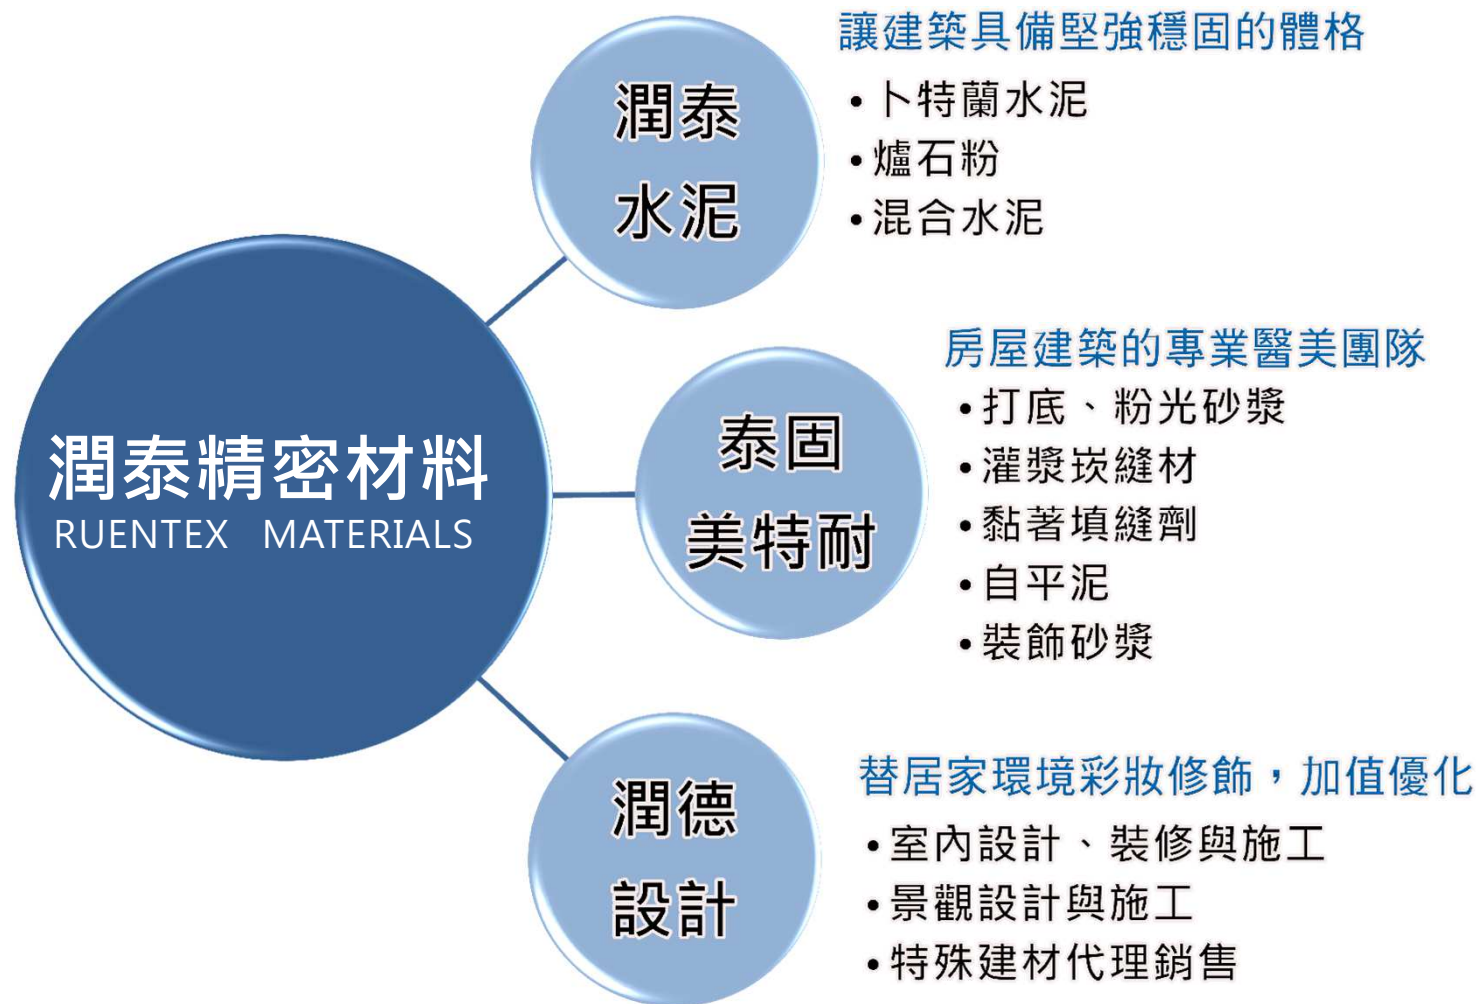 讓建築具備堅強穩固的體格
潤泰
水泥
•卜特蘭水泥
•爐石粉
•混合水泥
潤泰精密材料
RUENTEX MATERIALS
房屋建築的專業醫美團隊
泰固
美特耐
•打底、粉光砂漿
•灌漿崁縫材
•黏著填縫劑
•自平泥
•裝飾砂漿
替居家環境彩妝修飾，加值優化
潤德
設計
•室內設計、裝修與施工
•景觀設計與施工
•特殊建材代理銷售